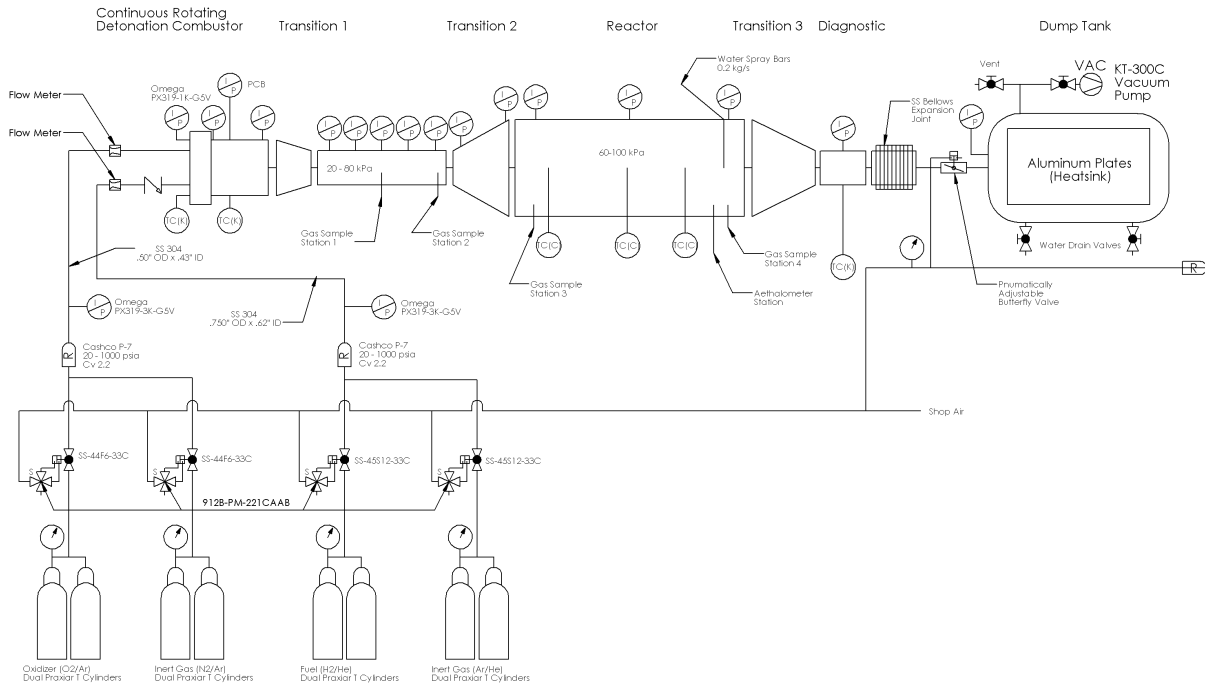 Continuous Rotating
Detonation Combustor
Transition 1
Transition 2
Reactor
Transition 3
Diagnostic
Dump Tank
Flow Meter
Flow Meter
Omega
PX319-1K-G5V
I
P
PCB
I
P
I
P
I
P
I
P
I
P
I
P
I
P
I
P
I
P
I
P
I
P
I
P
I
P
Water Spray Bars
0.2 kg/s
I
P
I
P
SS Bellows
Expansion
Joint
I
P
Vent
VAC
KT-300C
Vacuum
Pump
20 - 80 kPa
60-100 kPa
Aluminum Plates
(Heatsink)
TC(K)
TC(K)
Gas Sample
Station 1
Gas Sample
Station 2
TC(C)
TC(C)
TC(C)
Gas Sample
Station 3
Gas Sample
Station 4
Aethalometer
Station
TC(K)
Water Drain Valves
R
Pnumatically
Adjustable
Butterfly Valve
SS 304
.50" OD x .43" ID
SS 304
.750" OD x .62" ID
I
P
Omega
PX319-3K-G5V
I
P
Omega
PX319-3K-G5V
R
Cashco P-7
20 - 1000 psia
Cv 2.2
R
Cashco P-7
20 - 1000 psia
Cv 2.2
Shop Air
S
SS-44F6-33C
S
SS-44F6-33C
S
SS-45S12-33C
S
SS-45S12-33C
912B-PM-221CAAB
Oxidizer (O2/Ar)
Dual Praxiar T Cylinders
Inert Gas (N2/Ar)
Dual Praxiar T Cylinders
Fuel (H2/He)
Dual Praxiar T Cylinders
Inert Gas (Ar/He)
Dual Praxiar T Cylinders